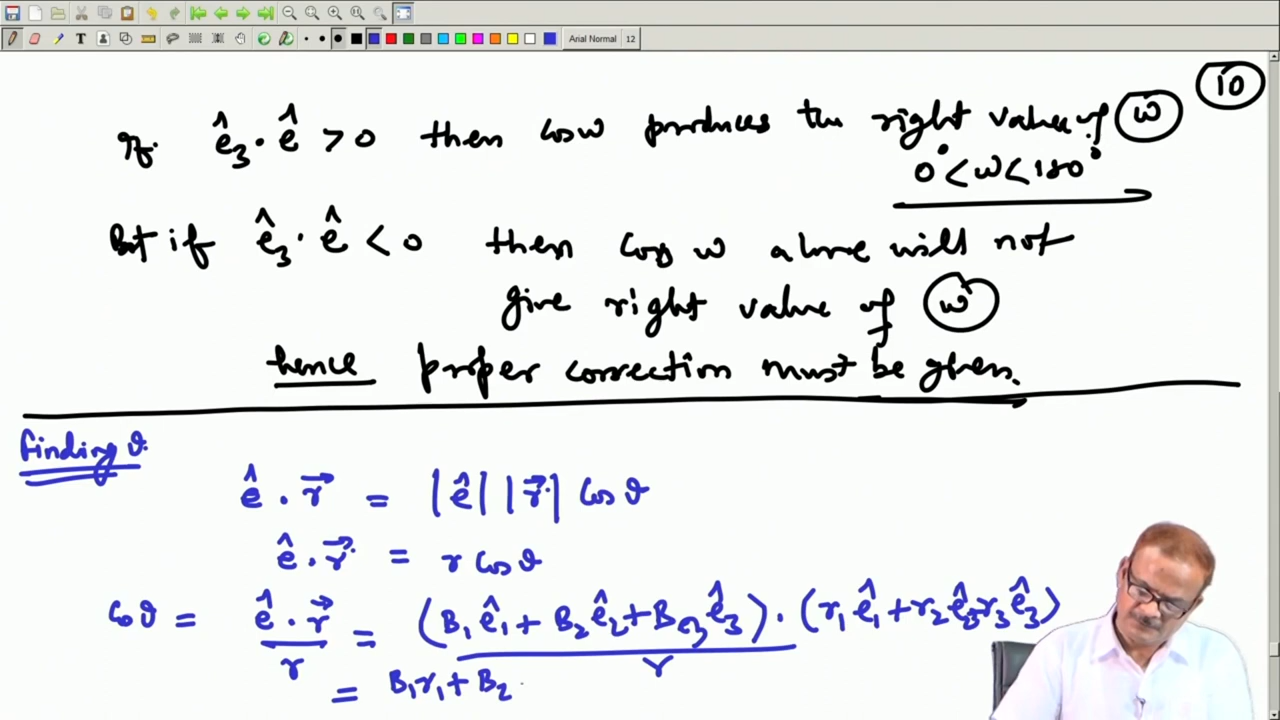 Arial Normal 12
10
If ê₃ · ê > 0 then cos ω produces the right value of ω
0° < ω < 180°
But if ê₃ · ê < 0 then cos ω alone will not
give right value of ω
hence proper correction must be given.
Finding θ.
ê · r⃗ = |ê| |r⃗| cos θ
ê · r⃗ = r cos θ
cos θ = ê · r⃗ / r = (B₁ê₁ + B₂ê₂ + B₃ê₃) · (r₁ê₁ + r₂ê₂ r₃ê₃) / r
= B₁r₁ + B₂